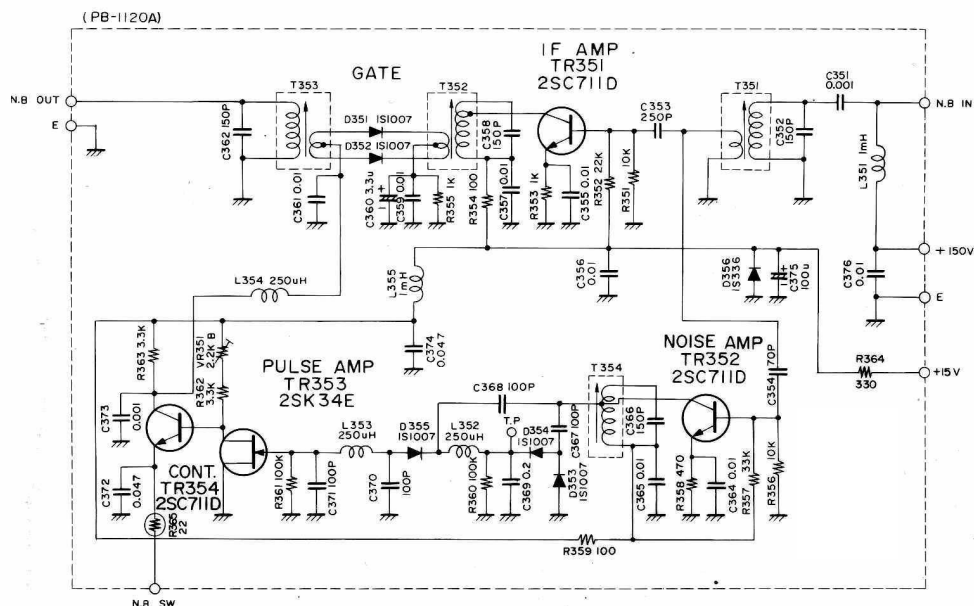 (PB-1120A)
GATE
IF AMP
TR351
2SC711D
T353
T352
T351
C351
0.001
N.B OUT
N.B IN
E
C362 150P
D351 1S1007
D352 1S1007
C358
150P
C353
250P
C352
150P
L351 1mH
C361 0.01
C360 3.3u
+
C359 0.01
R355 1K
R354 100
C357 0.01
R353 1K
C355 0.01
R352 22K
R351 10K
+150V
L354 250uH
L355
1mH
C356
0.01
D356
1S336
+
C375
100u
C376
0.01
E
R363 3.3K
VR351
2.2K B
R362
3.3K
C374
0.047
PULSE AMP
TR353
2SK34E
NOISE AMP
TR352
2SC711D
R364
330
+15V
C354 70P
T354
C368 100P
C373
0.001
L353
250uH
D355
1S1007
L352
250uH
T.P
D354
1S1007
C367 100P
C366
150P
CONT.
TR354
2SC711D
C372
0.047
R361 100K
C371 100P
C370
100P
R360 100K
C369 0.2
D353
1S1007
C365 0.01
R358 470
C364 0.01
R357 33K
R356 10K
R365
22
R359 100
N.B SW